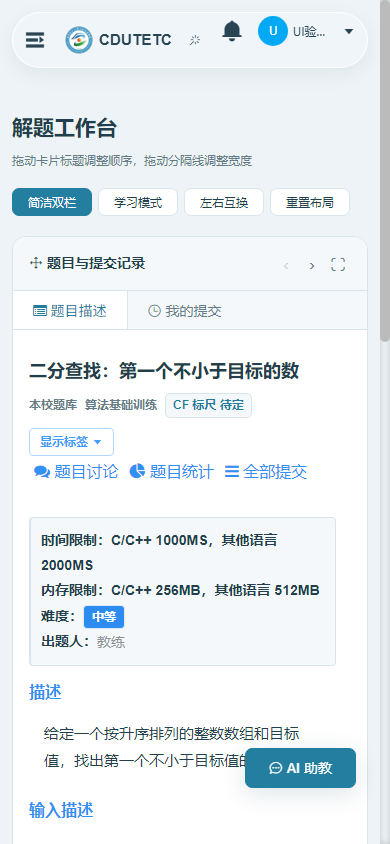 CDUTETC
U
UI验...
解题工作台
拖动卡片标题调整顺序，拖动分隔线调整宽度
简洁双栏
学习模式
左右互换
重置布局
题目与提交记录
题目描述
我的提交
二分查找：第一个不小于目标的数
本校题库 算法基础训练 CF 标尺 待定
显示标签
题目讨论 题目统计 全部提交
时间限制：C/C++ 1000MS，其他语言
2000MS
内存限制：C/C++ 256MB，其他语言 512MB
难度： 中等
出题人：教练
描述
给定一个按升序排列的整数数组和目标
值，找出第一个不小于目标值的
AI 助教
输入描述